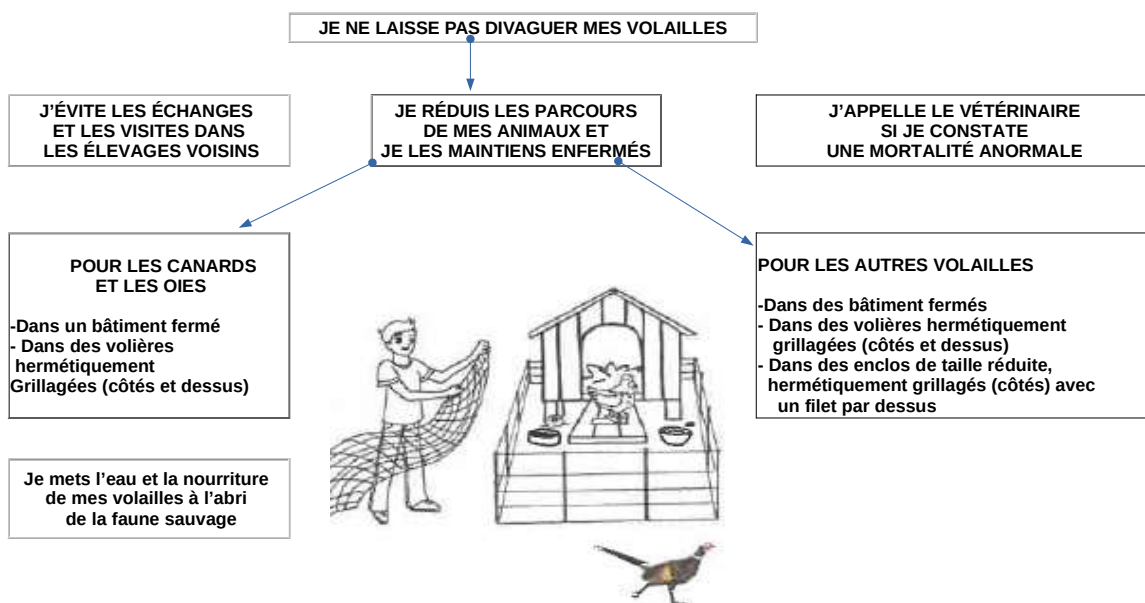 JE NE LAISSE PAS DIVAGUER MES VOLAILLES
J'ÉVITE LES ÉCHANGES
ET LES VISITES DANS
LES ÉLEVAGES VOISINS
JE RÉDUIS LES PARCOURS
DE MES ANIMAUX ET
JE LES MAINTIENS ENFERMÉS
J'APPELLE LE VÉTÉRINAIRE
SI JE CONSTATE
UNE MORTALITÉ ANORMALE
POUR LES CANARDS
ET LES OIES
-Dans un bâtiment fermé
- Dans des volières
hermétiquement
Grillagées (côtés et dessus)
POUR LES AUTRES VOLAILLES
-Dans des bâtiment fermés
- Dans des volières hermétiquement
grillagées (côtés et dessus)
- Dans des enclos de taille réduite,
hermétiquement grillagés (côtés) avec
un filet par dessus
Je mets l'eau et la nourriture
de mes volailles à l'abri
de la faune sauvage